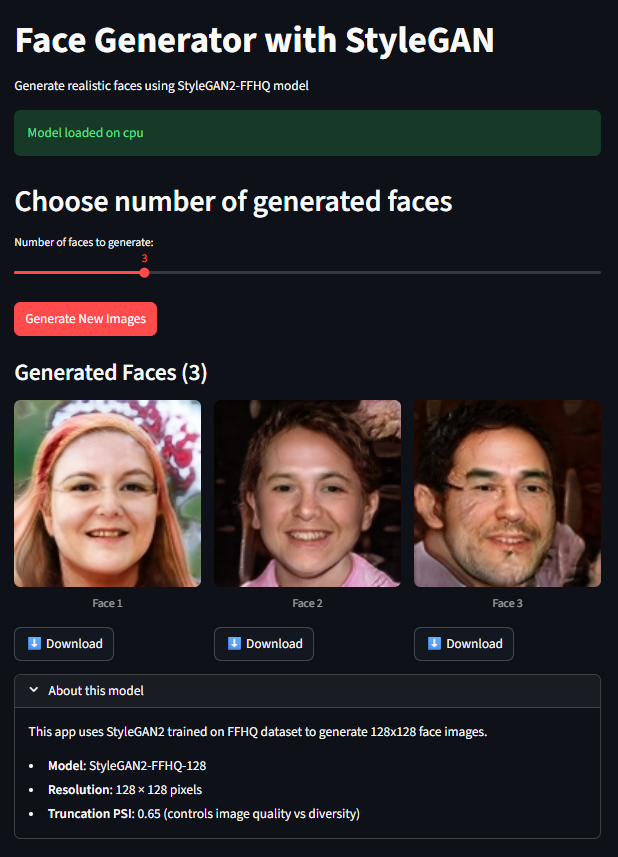 Face Generator with StyleGAN
Generate realistic faces using StyleGAN2-FFHQ model
Model loaded on cpu
Choose number of generated faces
Number of faces to generate:
3
Generate New Images
Generated Faces (3)
Face 1
Face 2
Face 3
Download
Download
Download
About this model
This app uses StyleGAN2 trained on FFHQ dataset to generate 128x128 face images.
• Model: StyleGAN2-FFHQ-128
• Resolution: 128 × 128 pixels
• Truncation PSI: 0.65 (controls image quality vs diversity)